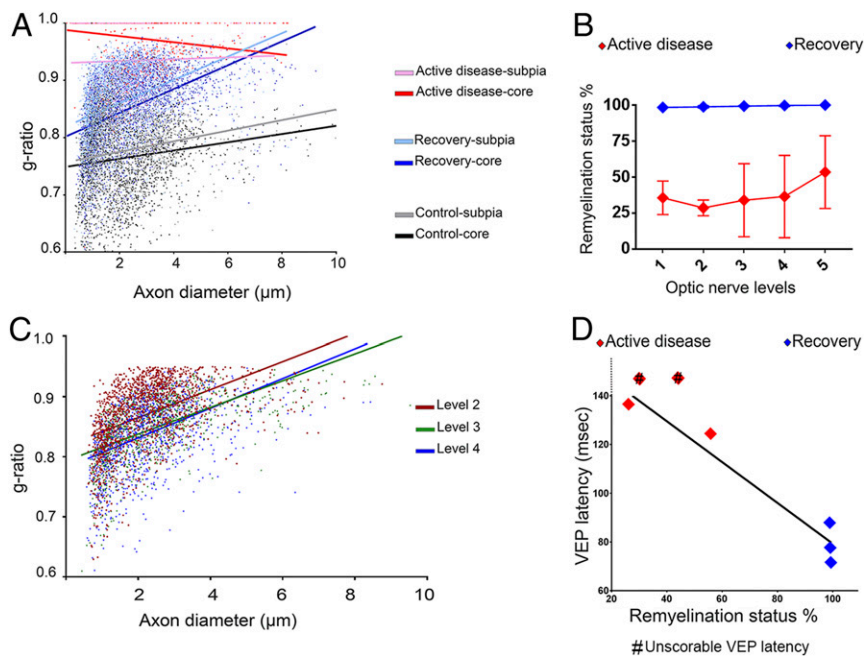 A
1.0
0.9
0.8
0.7
0.6
g-ratio
2
4
6
8
10
Axon diameter (µm)
Active disease-subpia
Active disease-core
Recovery-subpia
Recovery-core
Control-subpia
Control-core
B
Active disease
Recovery
Remyelination status %
100
75
50
25
0
1
2
3
4
5
Optic nerve levels
C
1.0
0.9
0.8
0.7
0.6
g-ratio
2
4
6
8
10
Axon diameter (µm)
Level 2
Level 3
Level 4
D
Active disease
Recovery
VEP latency (msec)
140
120
100
80
60
#
#
20
40
60
80
100
Remyelination status %
#Unscorable VEP latency